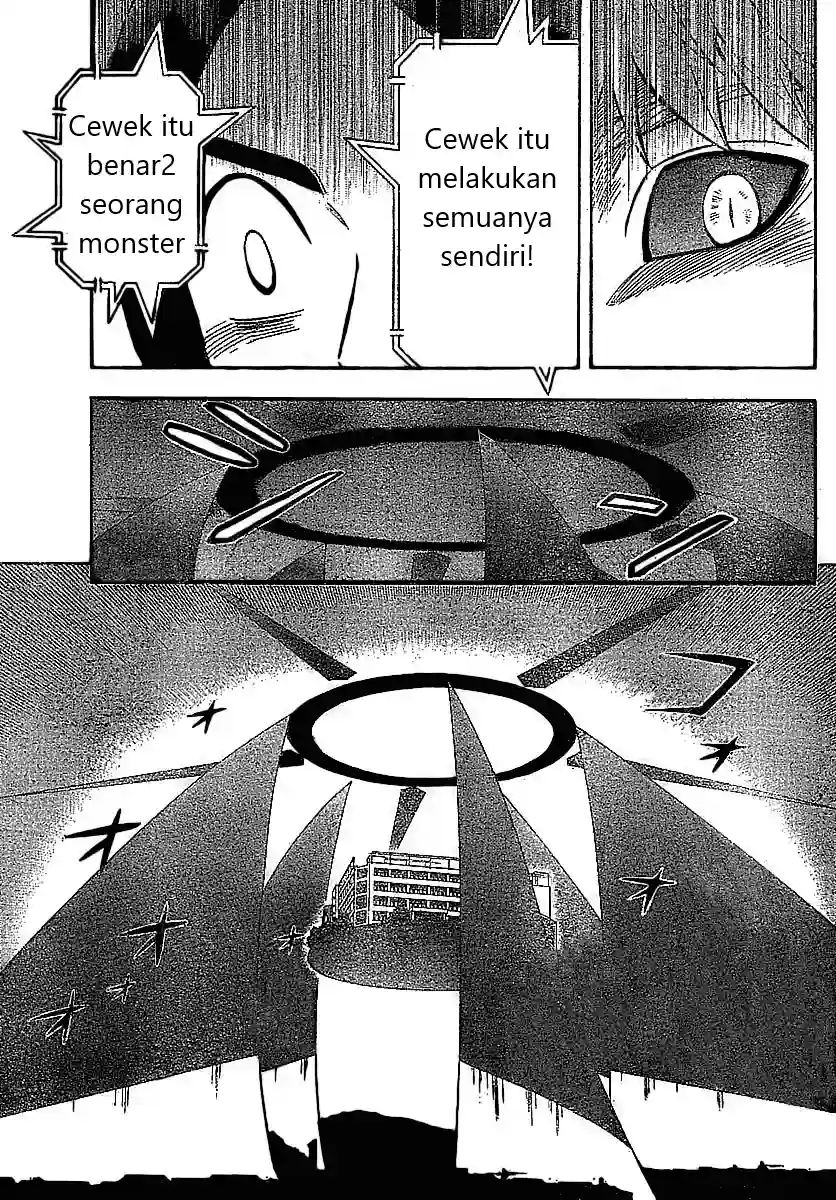 Cewek itu
melakukan
semuanya
sendiri!
Cewek itu
benar2
seorang
monster